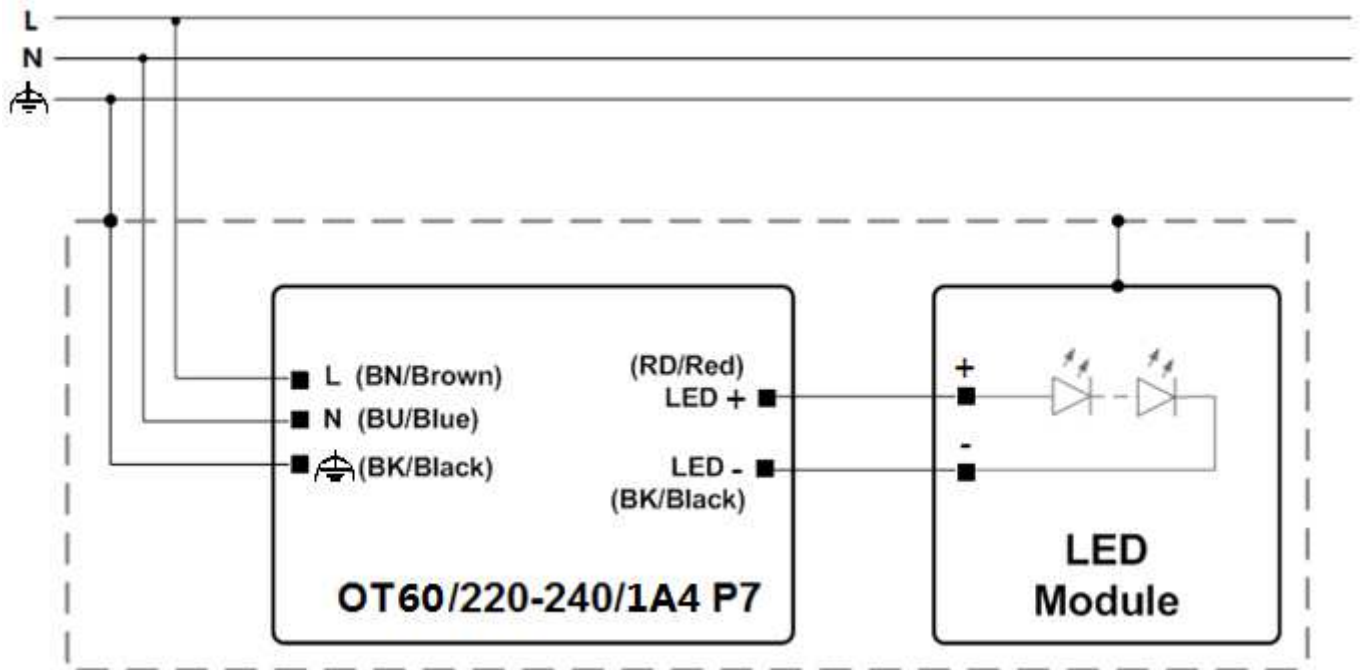 L
N
L (BN/Brown)
N (BU/Blue)
(BK/Black)
(RD/Red)
LED +
LED -
(BK/Black)
OT60/220-240/1A4 P7
+
-
LED
Module